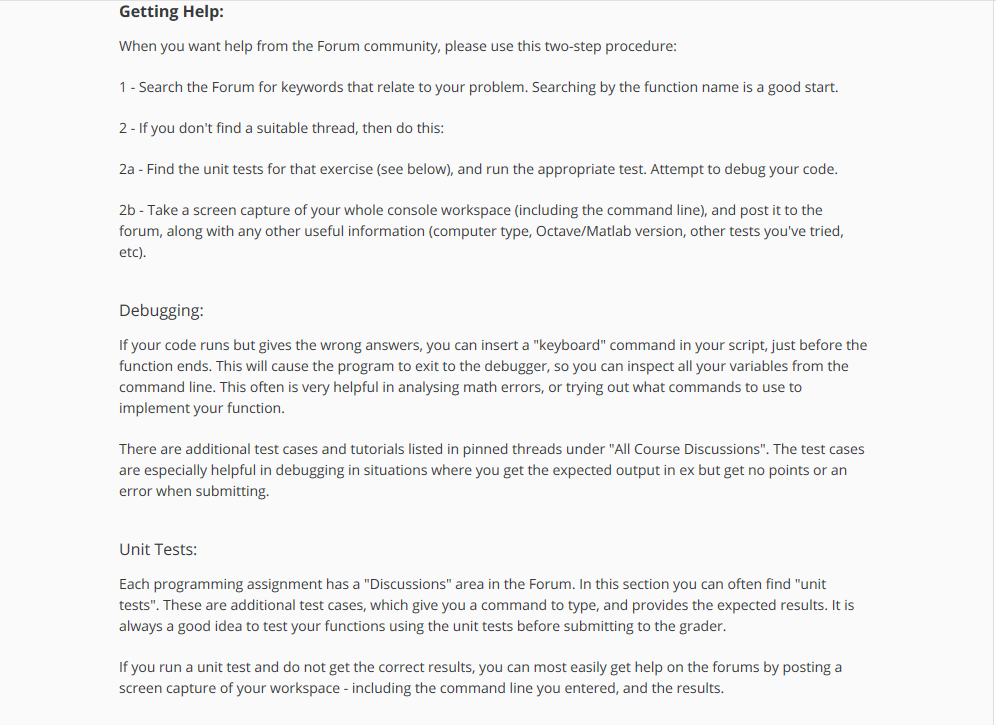 Getting Help:
When you want help from the Forum community, please use this two-step procedure:
1 - Search the Forum for keywords that relate to your problem. Searching by the function name is a good start.
2 - If you don't find a suitable thread, then do this:
2a - Find the unit tests for that exercise (see below), and run the appropriate test. Attempt to debug your code.
2b - Take a screen capture of your whole console workspace (including the command line), and post it to the
forum, along with any other useful information (computer type, Octave/Matlab version, other tests you've tried,
etc).
Debugging:
If your code runs but gives the wrong answers, you can insert a "keyboard" command in your script, just before the
function ends. This will cause the program to exit to the debugger, so you can inspect all your variables from the
command line. This often is very helpful in analysing math errors, or trying out what commands to use to
implement your function.
There are additional test cases and tutorials listed in pinned threads under "All Course Discussions". The test cases
are especially helpful in debugging in situations where you get the expected output in ex but get no points or an
error when submitting.
Unit Tests:
Each programming assignment has a "Discussions" area in the Forum. In this section you can often find "unit
tests". These are additional test cases, which give you a command to type, and provides the expected results. It is
always a good idea to test your functions using the unit tests before submitting to the grader.
If you run a unit test and do not get the correct results, you can most easily get help on the forums by posting a
screen capture of your workspace - including the command line you entered, and the results.